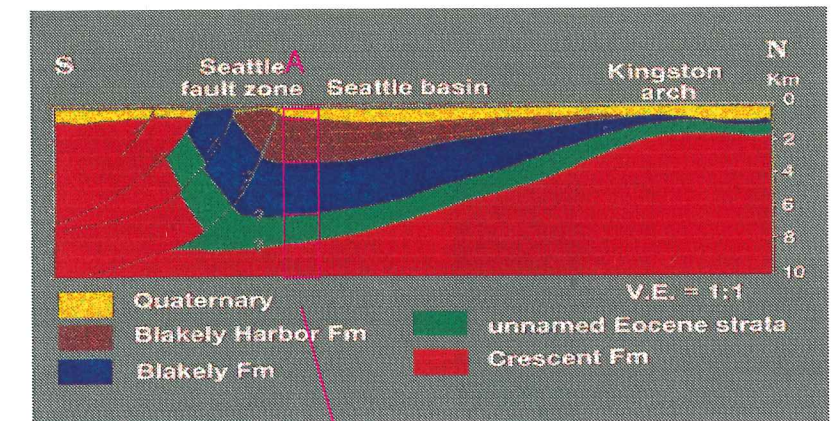 S
Seattle A
fault zone
Seattle basin
Kingston
arch
N
Km
0
2
4
6
8
10
?
?
?
V.E. = 1:1
Quaternary
Blakely Harbor Fm
Blakely Fm
unnamed Eocene strata
Crescent Fm